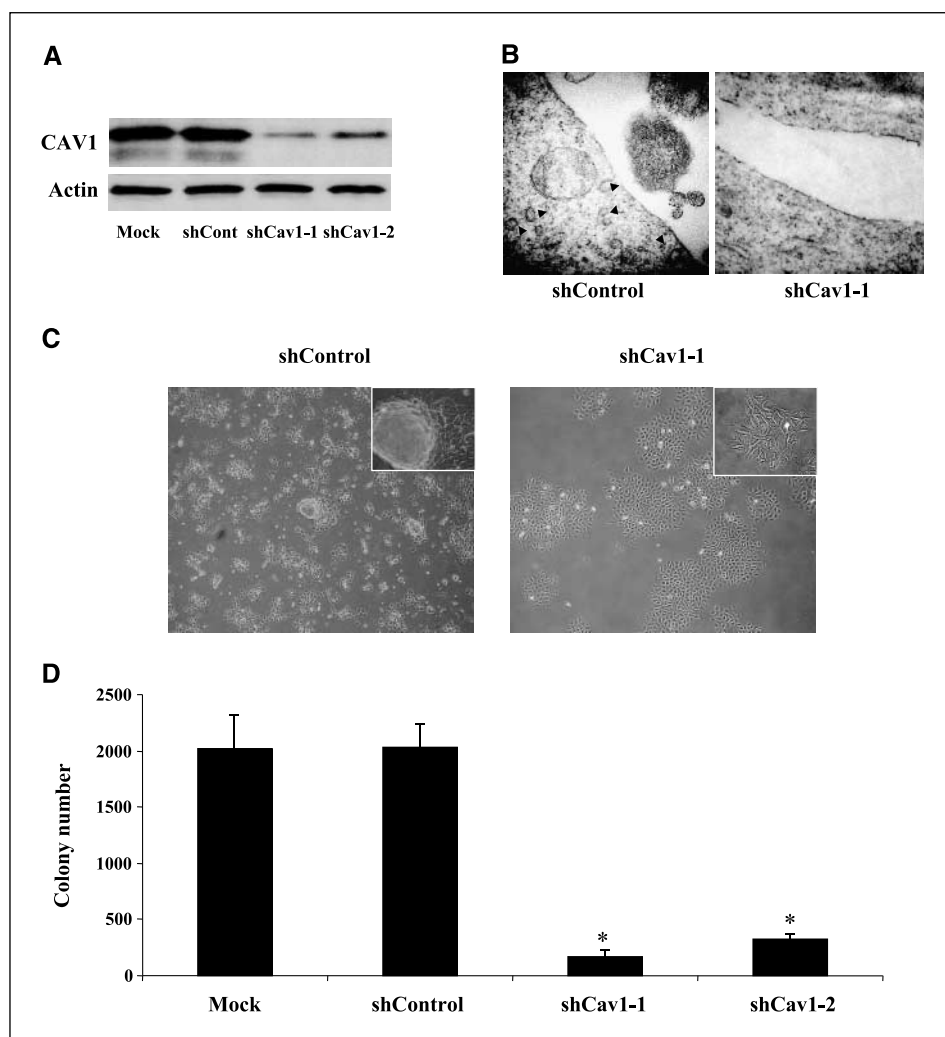 A
CAV1
Actin
Mock shCont shCav1-1 shCav1-2
B
shControl shCav1-1
C
shControl shCav1-1
D
Colony number
2500
2000
1500
1000
500
0
* *
Mock shControl shCav1-1 shCav1-2